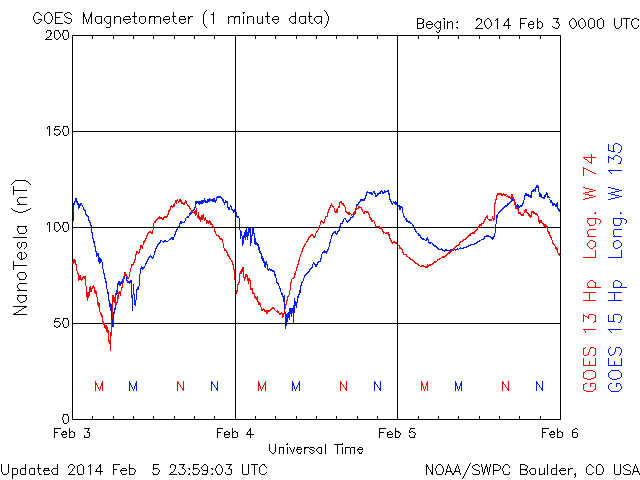 GOES Magnetometer (1 minute data)
Begin: 2014 Feb 3 0000 UTC
200
150
100
50
0
NanoTesla (nT)
M M N N M M N N M M N N
Feb 3 Feb 4 Feb 5 Feb 6
Universal Time
GOES 13 Hp Long. W 74
GOES 15 Hp Long. W 135
Updated 2014 Feb 5 23:59:03 UTC
NOAA/SWPC Boulder, CO USA